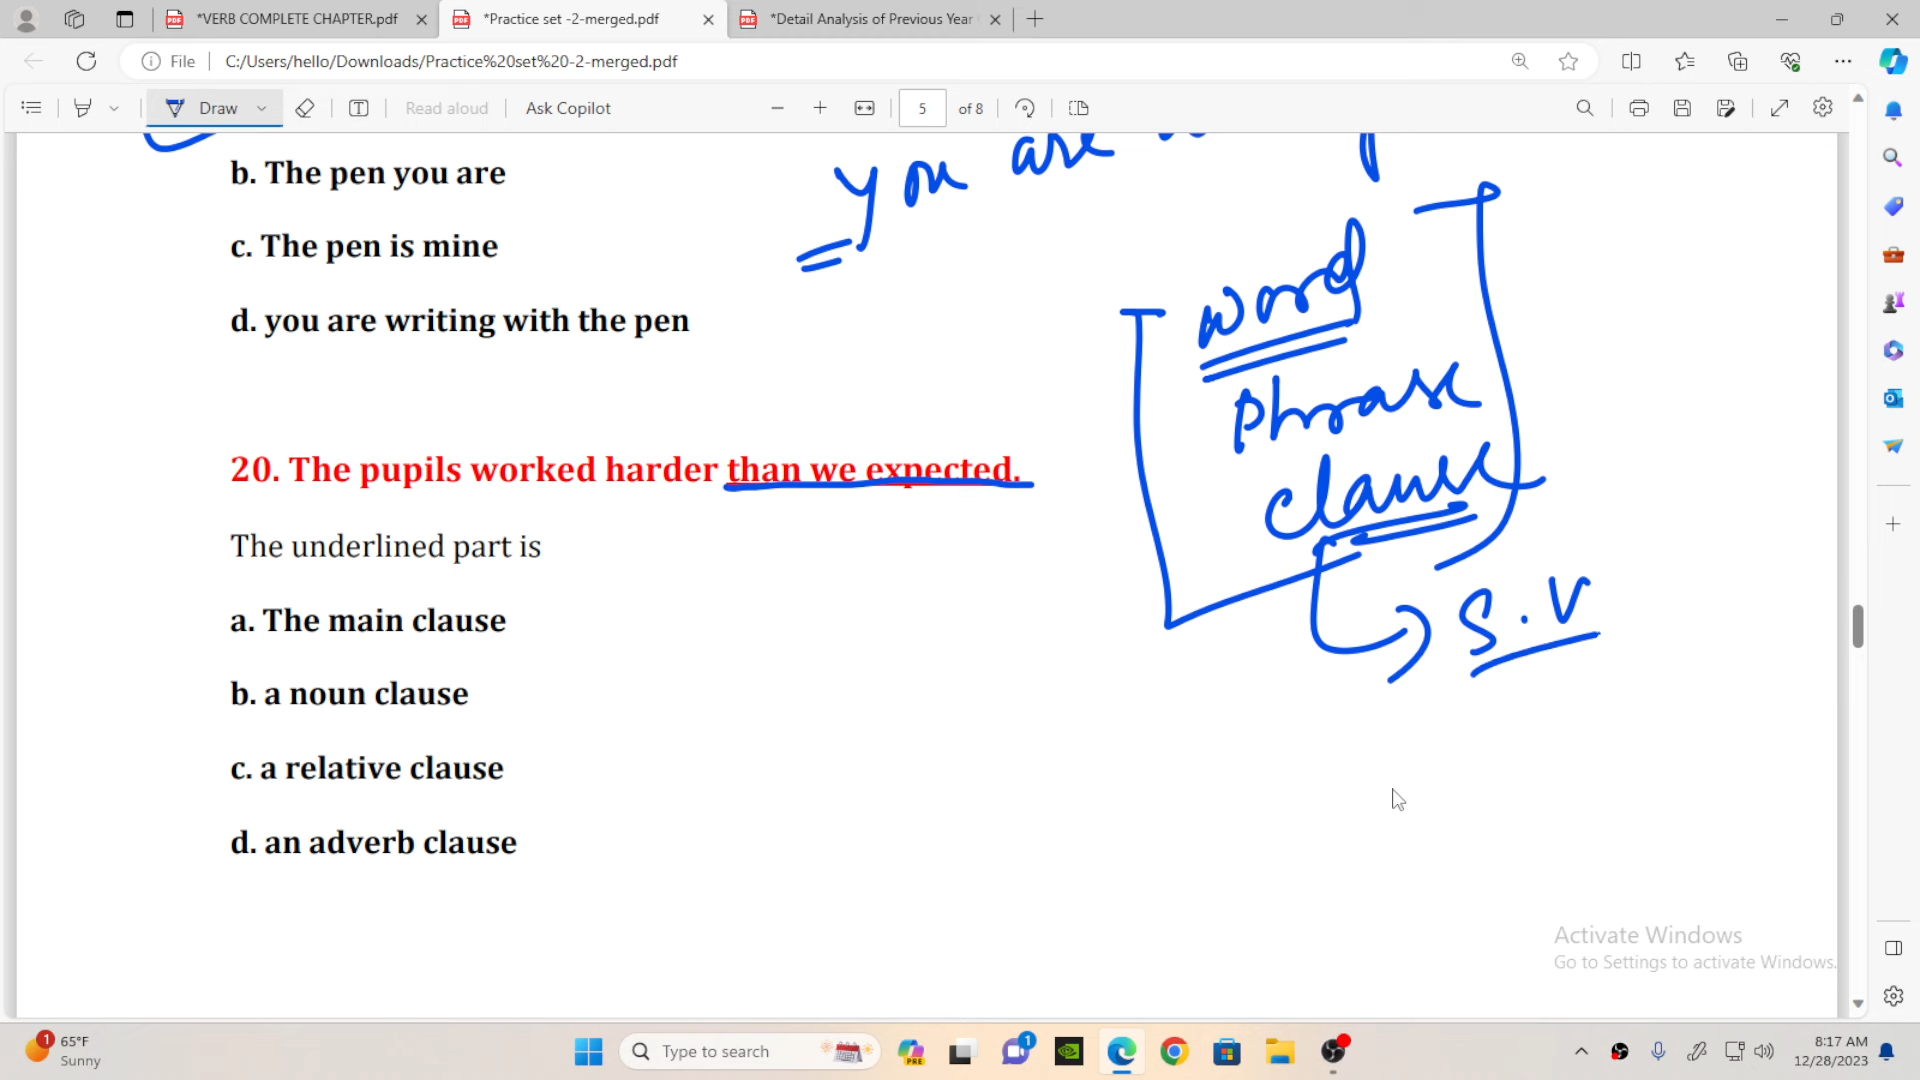 *VERB COMPLETE CHAPTER.pdf
*Practice set -2-merged.pdf
*Detail Analysis of Previous Year
File
C:/Users/hello/Downloads/Practice%20set%20-2-merged.pdf
Draw
Read aloud
Ask Copilot
5
of 8
you are
b. The pen you are
c. The pen is mine
d. you are writing with the pen
word
phrase
clause
S.V
20. The pupils worked harder than we expected.
The underlined part is
a. The main clause
b. a noun clause
c. a relative clause
d. an adverb clause
Activate Windows
Go to Settings to activate Windows.
1
65°F
Sunny
Type to search
PRE
1
8:17 AM
12/28/2023